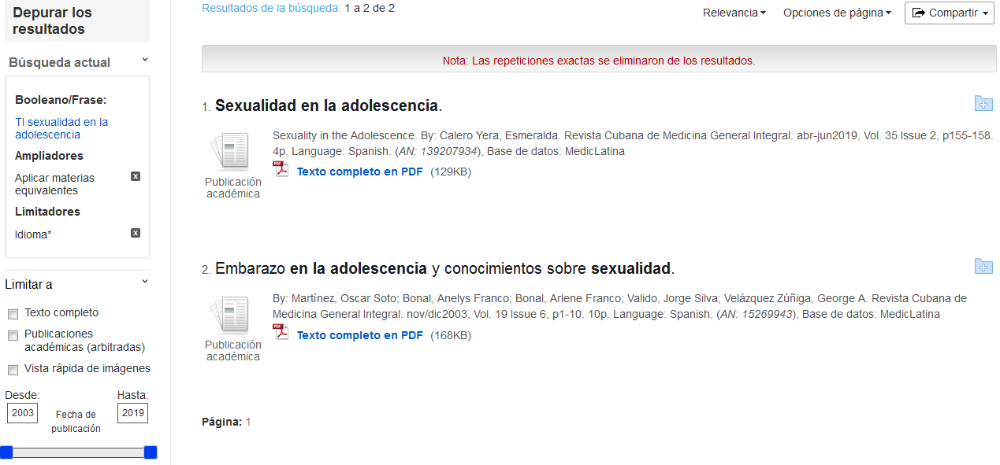 Depurar los
resultados
Búsqueda actual
Booleano/Frase:
TI sexualidad en la
adolescencia
Ampliadores
Aplicar materias
equivalentes
Limitadores
Idioma*
Limitar a
Texto completo
Publicaciones
académicas (arbitradas)
Vista rápida de imágenes
Desde:
Hasta:
2003
Fecha de
publicación
2019
Resultados de la búsqueda: 1 a 2 de 2
Relevancia
Opciones de página
Compartir
Nota: Las repeticiones exactas se eliminaron de los resultados.
1. Sexualidad en la adolescencia.
Publicación
académica
Sexuality in the Adolescence. By: Calero Yera, Esmeralda. Revista Cubana de Medicina General Integral. abr-jun2019, Vol. 35 Issue 2, p155-158.
4p. Language: Spanish. (AN: 139207934), Base de datos: MedicLatina
PDF
Texto completo en PDF (129KB)
2. Embarazo en la adolescencia y conocimientos sobre sexualidad.
Publicación
académica
By: Martínez, Oscar Soto; Bonal, Anelys Franco; Bonal, Arlene Franco; Valido, Jorge Silva; Velázquez Zúñiga, George A. Revista Cubana de
Medicina General Integral. nov/dic2003, Vol. 19 Issue 6, p1-10. 10p. Language: Spanish. (AN: 15269943), Base de datos: MedicLatina
PDF
Texto completo en PDF (168KB)
Página: 1